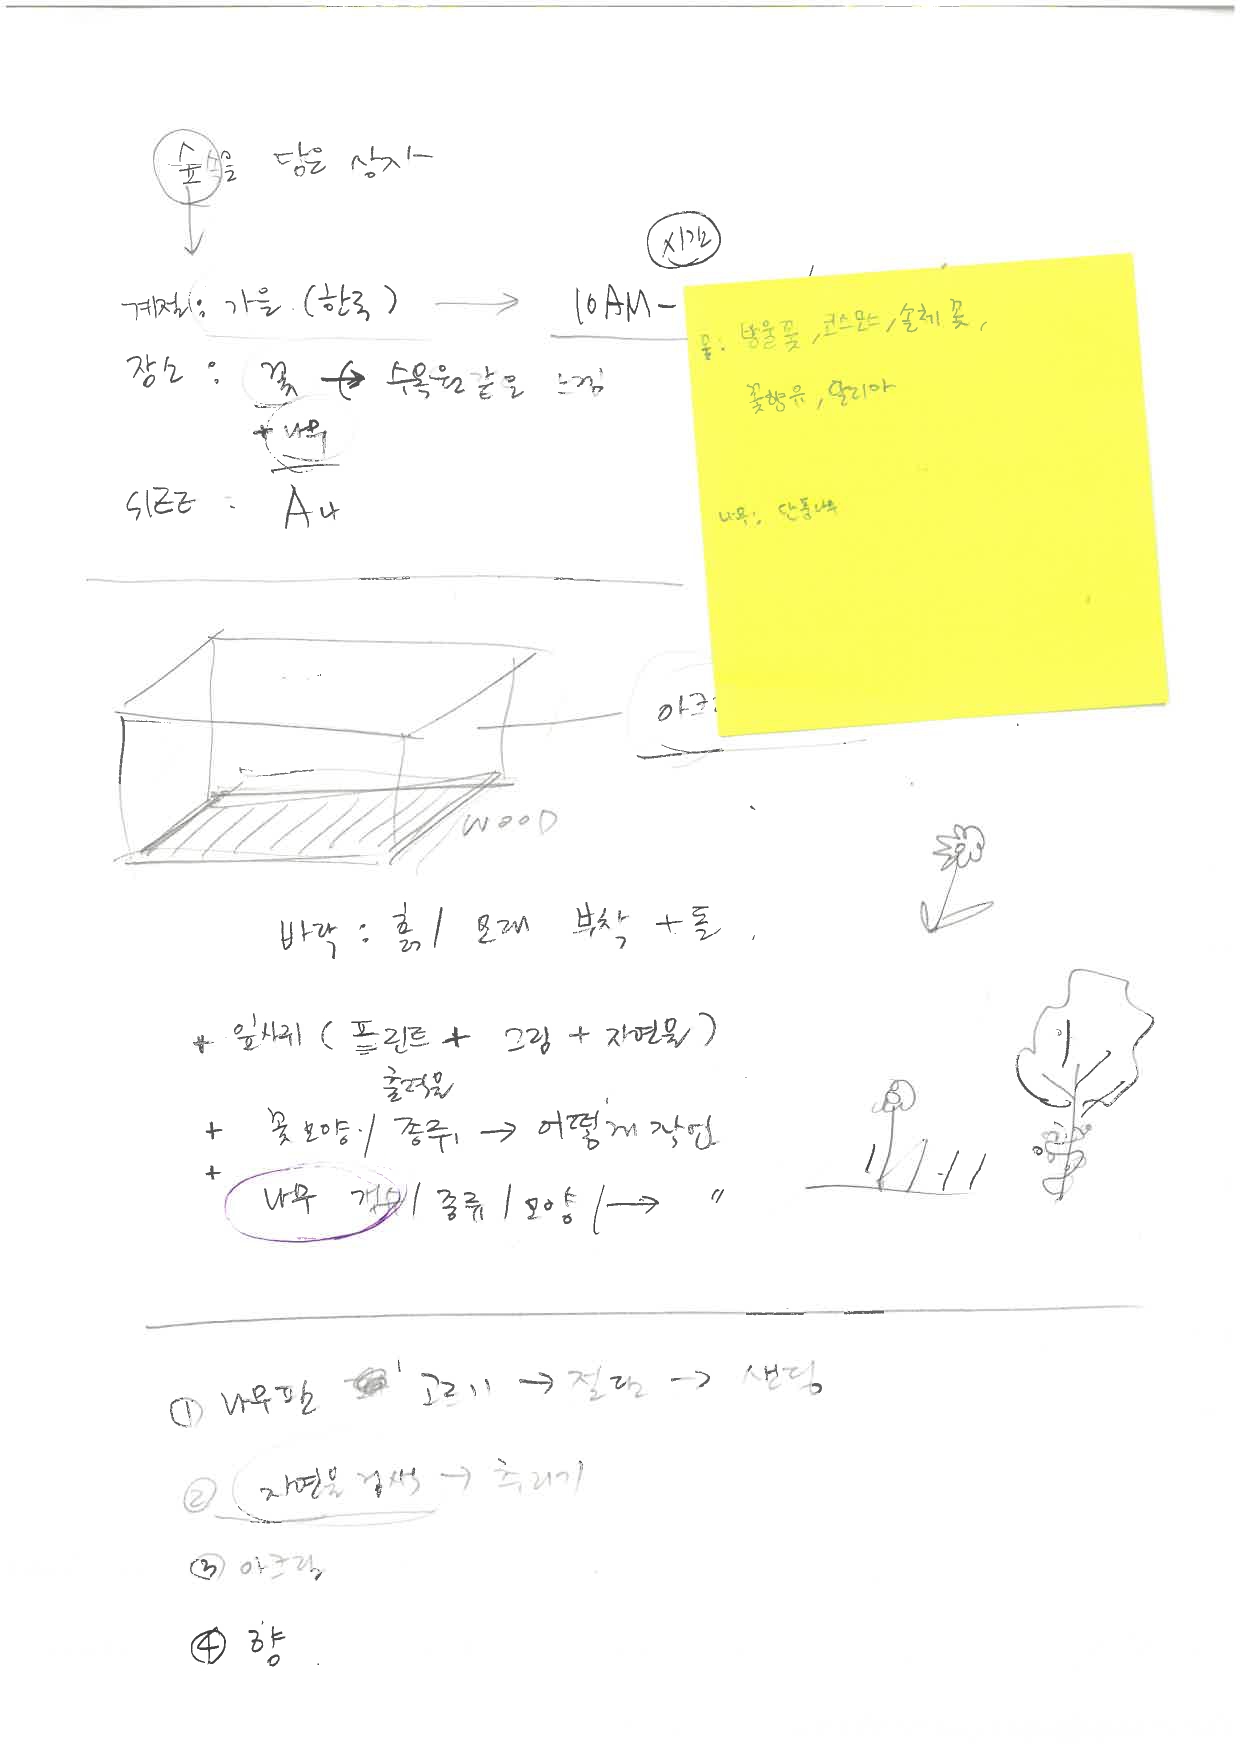 숲을 담은 상자
시간
계절: 가을 (한국) → 10AM-
장소 : 꽃 → 수목원 같은 느낌
+ 나무
SIZE : A4
꽃: 방울꽃, 코스모스, 솔체꽃,
꽃향유, 달리아
나무: 단풍나무
아크
WOOD
바닥 : 흙 / 모래 부착 + 돌
+ 잎사귀 ( 프린트 + 그림 + 자연물 )
출력물
+ 꽃 모양 / 종류 → 어떻게 작업
+
나무 개수 / 종류 / 모양 / → "
① 나무판 고르기 → 절단 → 샌딩
② 자연물 검색 → 추리기
③ 아크릴
④ 향